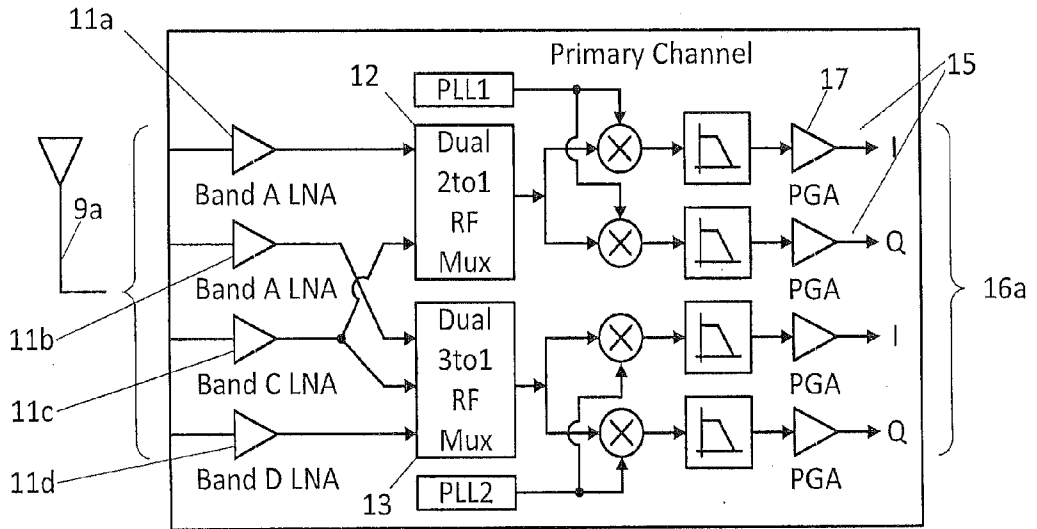 11a
12
Primary Channel
17
15
PLL1
Dual
2to1
RF
Mux
9a
Band A LNA
PGA
I
Band A LNA
PGA
Q
16a
11b
Dual
3to1
RF
Mux
I
11c
Band C LNA
PGA
11d
Band D LNA
13
PLL2
PGA
Q